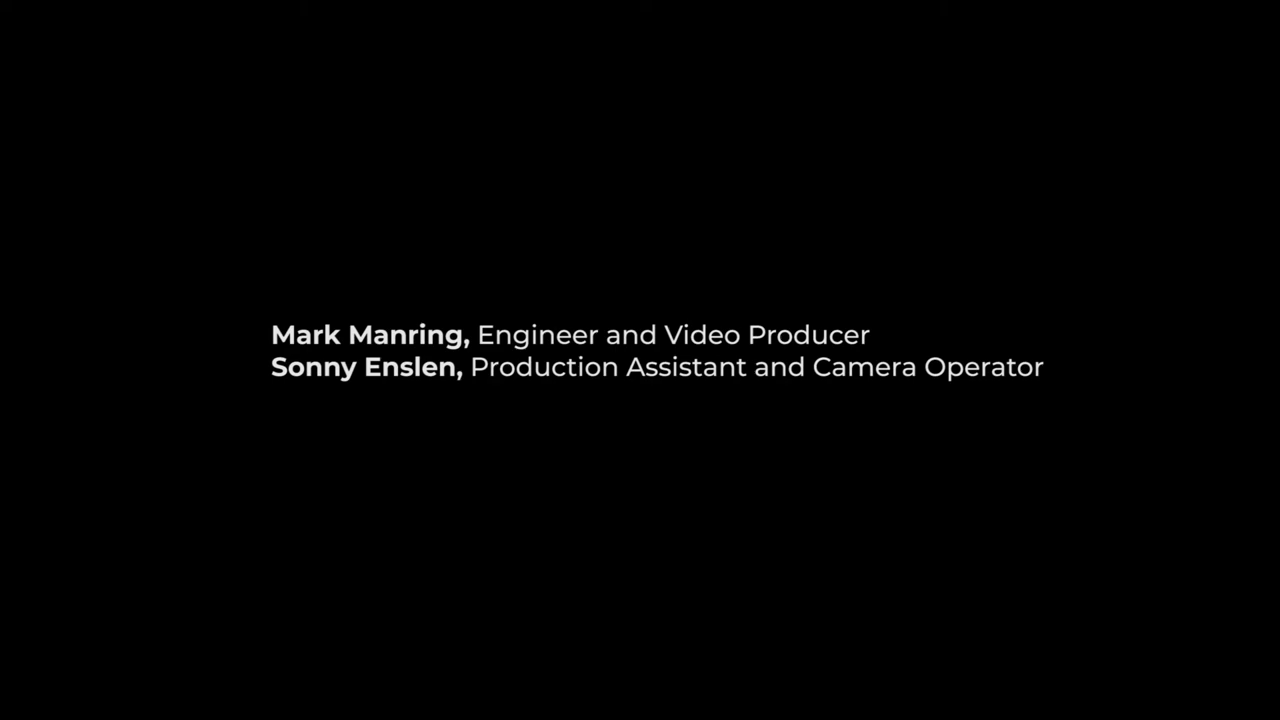 Mark Manring, Engineer and Video Producer
Sonny Enslen, Production Assistant and Camera Operator